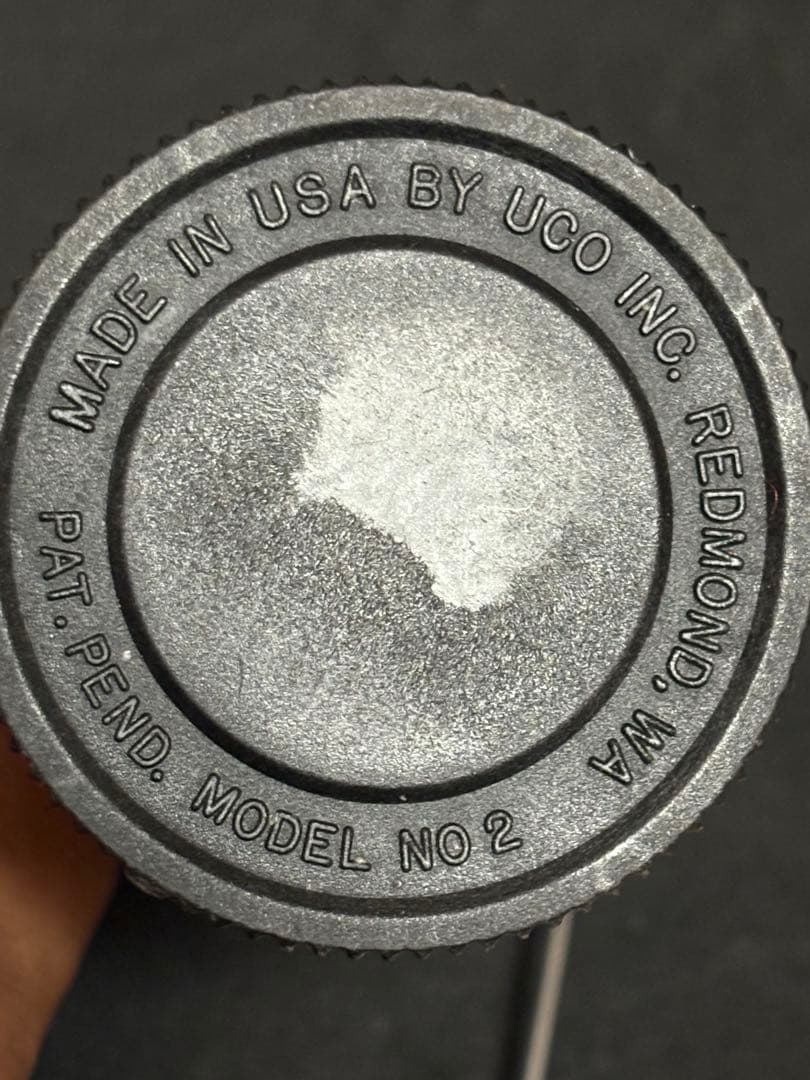 MADE IN USA BY UCO INC. REDMOND, WA
PAT. PEND. MODEL NO 2